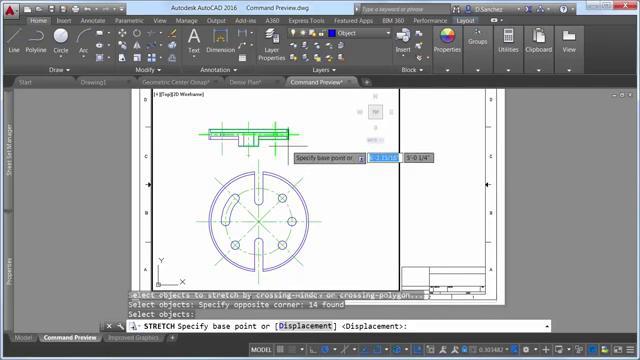 Autodesk AutoCAD 2016 Command Preview.dwg
Type a keyword or phrase
D.Sanchez
Home Insert Annotate Parametric View Manage Output Add-ins A360 Express Tools Featured Apps BIM 360 Performance Layout
Line Polyline Circle Arc Text Dimension Layer Properties Object Insert Properties Groups Utilities Clipboard View
Draw Modify Annotation Layers Block
Start Drawing1 Geometric Center Osnap* Dense Plan* Command Preview*
[+][Top][2D Wireframe]
D
D
TOP
W
Specify base point or
5'-0 1/4"
C
C
B
B
A
A
Y
X
Sheet Set Manager
Properties
Select objects to stretch by crossing-window or crossing-polygon...
Select objects: Specify opposite corner: 14 found
Select objects:
STRETCH Specify base point or [Displacement] <Displacement>:
Model Command Preview Improved Graphics
PAPER
0.305482